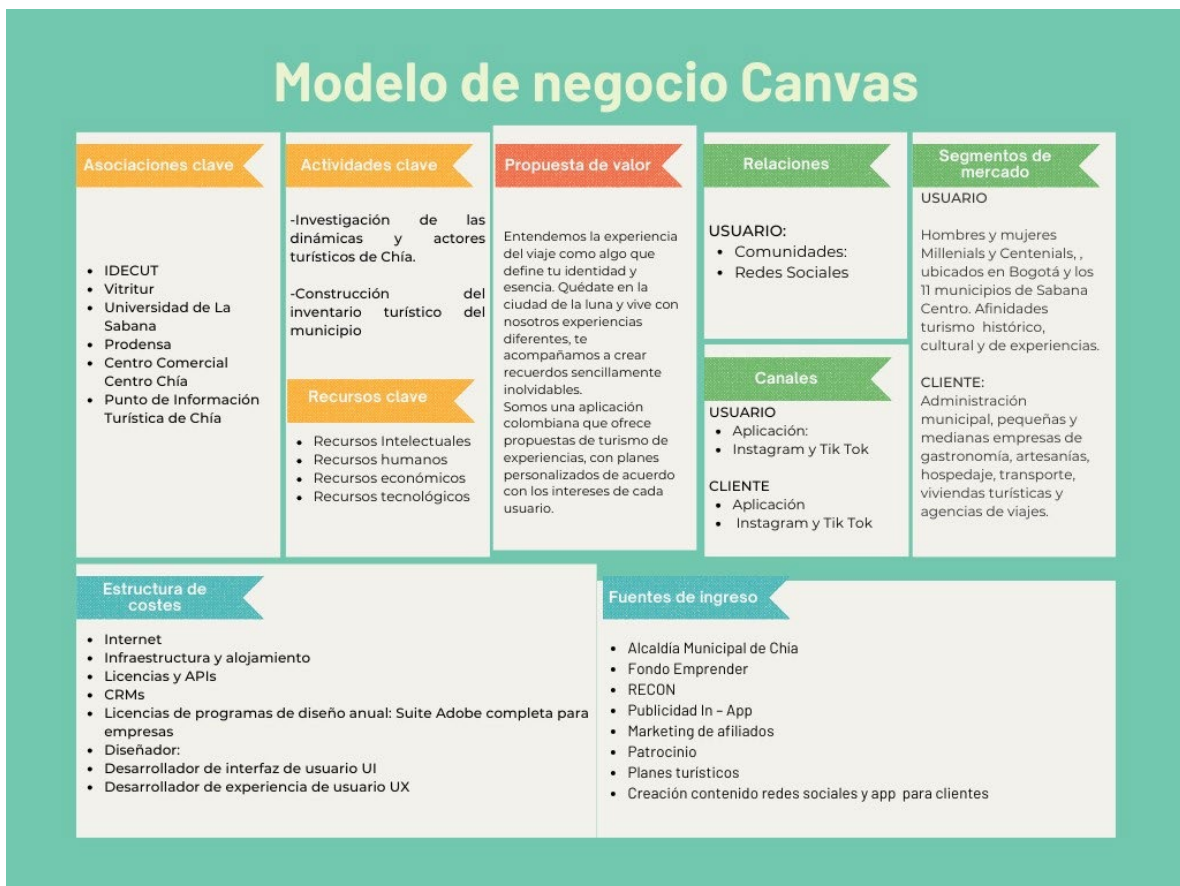 Modelo de negocio Canvas
Asociaciones clave
• IDECUT
• Vitritur
• Universidad de La
Sabana
• Prodensa
• Centro Comercial
Centro Chía
• Punto de Información
Turística de Chía
Actividades clave
-Investigación de las
dinámicas y actores
turísticos de Chía.
-Construcción del
inventario turístico del
municipio
Recursos clave
• Recursos Intelectuales
• Recursos humanos
• Recursos económicos
• Recursos tecnológicos
Propuesta de valor
Entendemos la experiencia
del viaje como algo que
define tu identidad y
esencia. Quédate en la
ciudad de la luna y vive con
nosotros experiencias
diferentes, te
acompañamos a crear
recuerdos sencillamente
inolvidables.
Somos una aplicación
colombiana que ofrece
propuestas de turismo de
experiencias, con planes
personalizados de acuerdo
con los intereses de cada
usuario.
Relaciones
USUARIO:
• Comunidades:
• Redes Sociales
Canales
USUARIO
• Aplicación:
• Instagram y Tik Tok
CLIENTE
• Aplicación
• Instagram y Tik Tok
Segmentos de
mercado
USUARIO
Hombres y mujeres
Millenials y Centenials, ,
ubicados en Bogotá y los
11 municipios de Sabana
Centro. Afinidades
turismo histórico,
cultural y de experiencias.
CLIENTE:
Administración
municipal, pequeñas y
medianas empresas de
gastronomía, artesanías,
hospedaje, transporte,
viviendas turísticas y
agencias de viajes.
Estructura de
costes
• Internet
• Infraestructura y alojamiento
• Licencias y APIs
• CRMs
• Licencias de programas de diseño anual: Suite Adobe completa para
empresas
• Diseñador:
• Desarrollador de interfaz de usuario UI
• Desarrollador de experiencia de usuario UX
Fuentes de ingreso
• Alcaldía Municipal de Chía
• Fondo Emprender
• RECON
• Publicidad In – App
• Marketing de afiliados
• Patrocinio
• Planes turísticos
• Creación contenido redes sociales y app para clientes